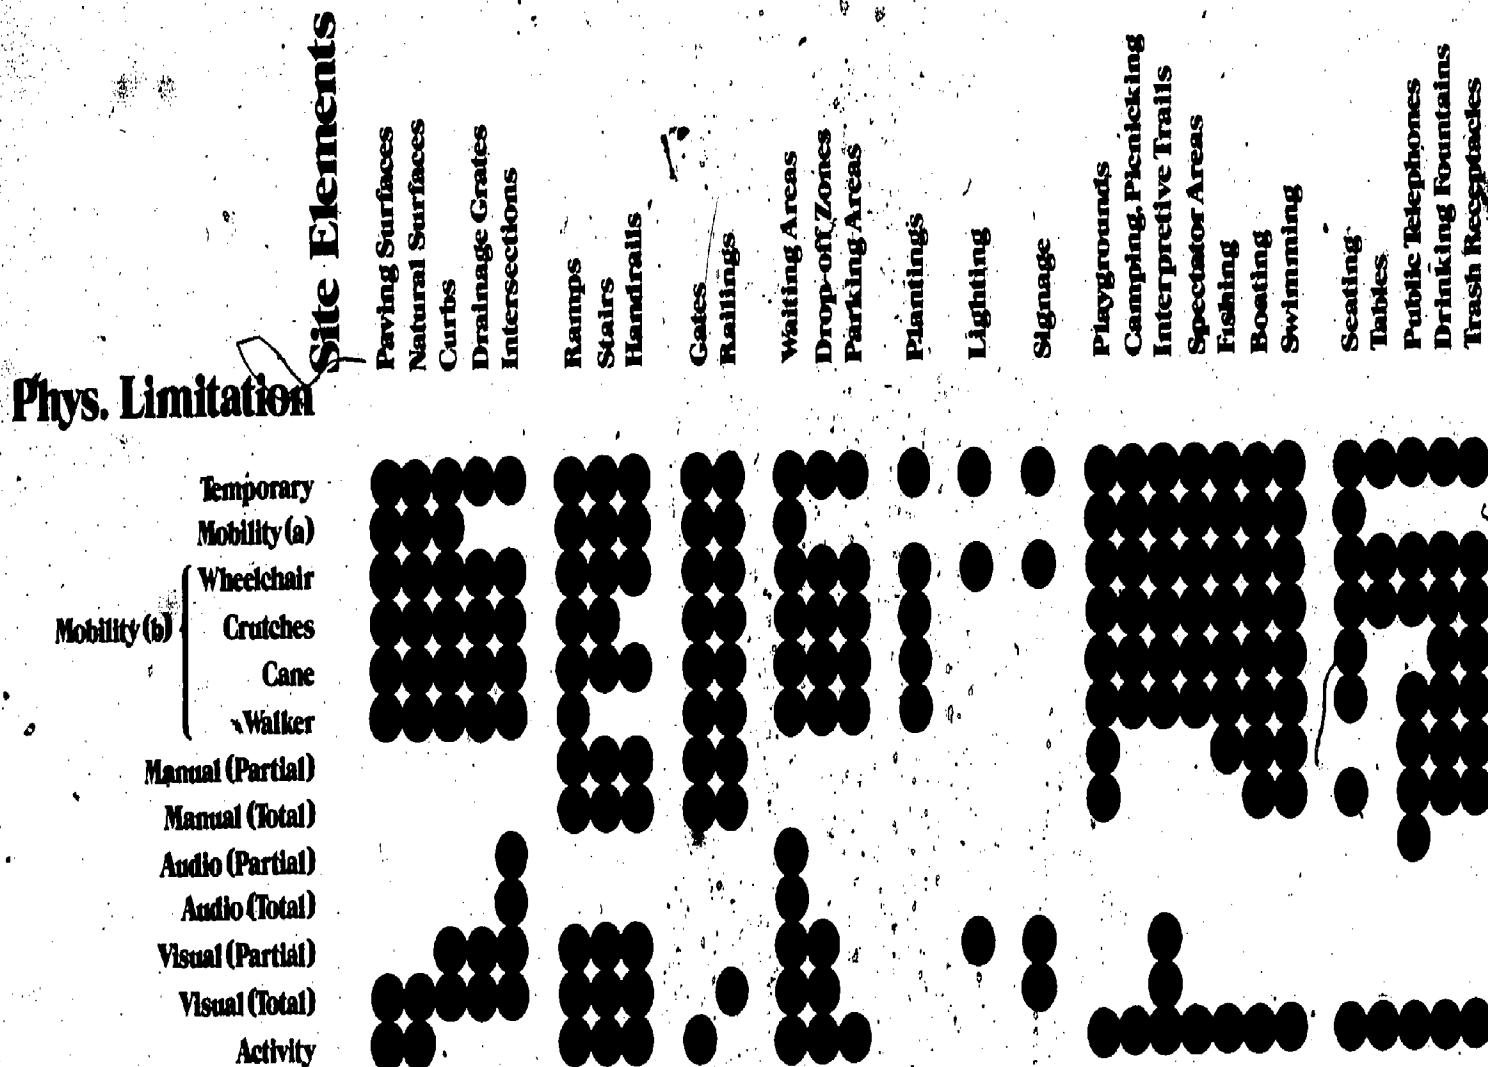 Site Elements
Paving Surfaces
Natural Surfaces
Curbs
Drainage Grates
Intersections
Ramps
Stairs
Handrails
Gates
Railings
Waiting Areas
Drop-off Zones
Parking Areas
Plantings
Lighting
Signage
Playgrounds
Camping, Picnicking
Interpretive Trails
Spectator Areas
Fishing
Boating
Swimming
Seating
Tables
Public Telephones
Drinking Fountains
Trash Receptacles
Phys. Limitation
Temporary
Mobility (a)
Mobility (b)
Wheelchair
Crutches
Cane
Walker
Manual (Partial)
Manual (Total)
Audio (Partial)
Audio (Total)
Visual (Partial)
Visual (Total)
Activity